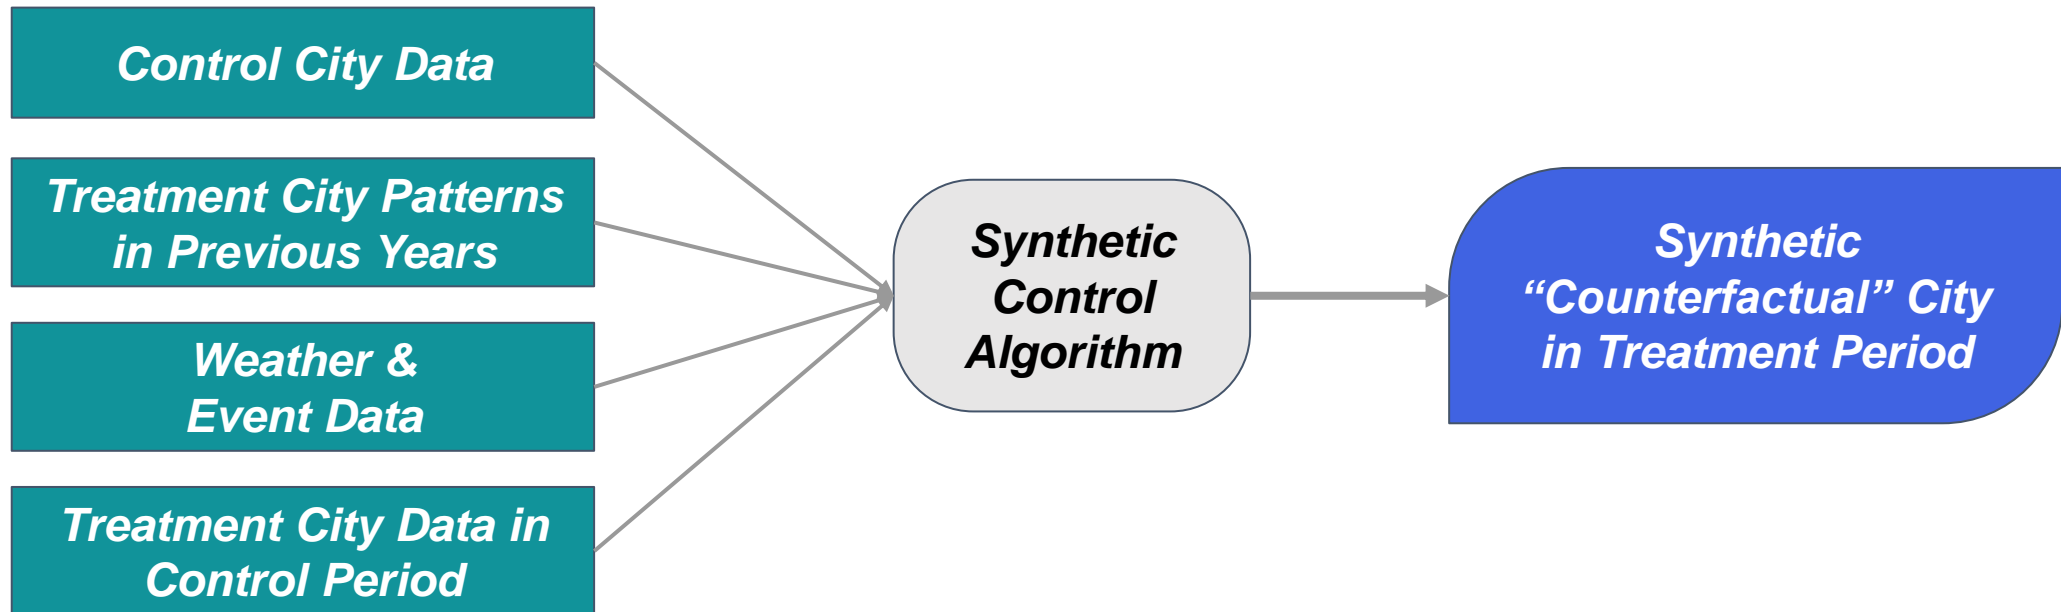 Control City Data
Treatment City Patterns
in Previous Years
Weather &
Event Data
Treatment City Data in
Control Period
Synthetic
Control
Algorithm
Synthetic
“Counterfactual” City
in Treatment Period